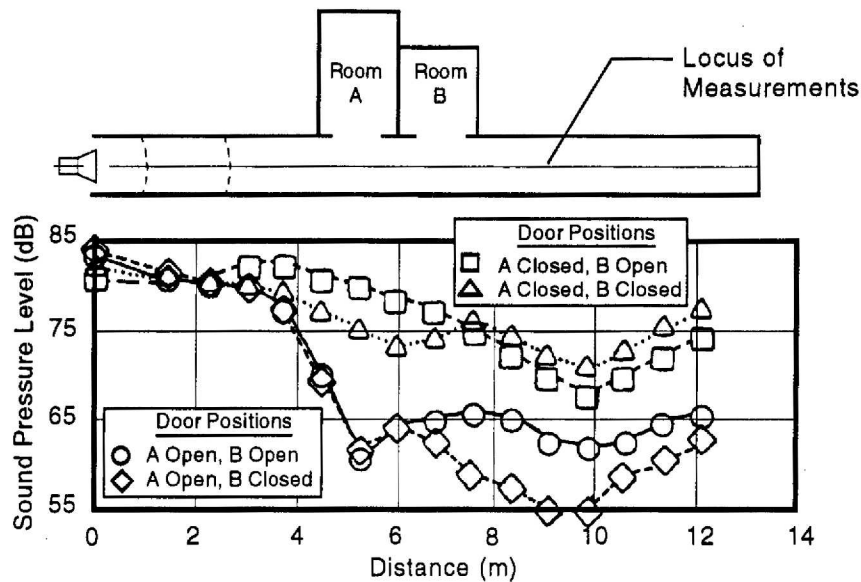 Room
A
Room
B
Locus of
Measurements
Sound Pressure Level (dB)
85
75
65
55
Door Positions
A Closed, B Open
A Closed, B Closed
Door Positions
A Open, B Open
A Open, B Closed
0 2 4 6 8 10 12 14
Distance (m)